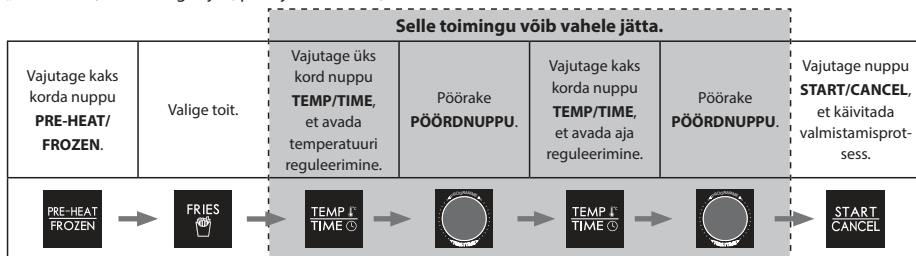 Selle toimingu võib vahele jätta.
Vajutage kaks
korda nuppu
PRE-HEAT/
FROZEN.
Valige toit.
Vajutage üks
kord nuppu
TEMP/TIME,
et avada
temperatuuri
reguleerimine.
Pöörake
PÖÖRDNUPPU.
Vajutage kaks
korda nuppu
TEMP/TIME,
et avada aja
reguleerimine.
Pöörake
PÖÖRDNUPPU.
Vajutage nuppu
START/CANCEL,
et käivitada
valmistamisprot-
sess.
PRE-HEAT
FROZEN
FRIES
TEMP
TIME
TEMP
TIME
START
CANCEL